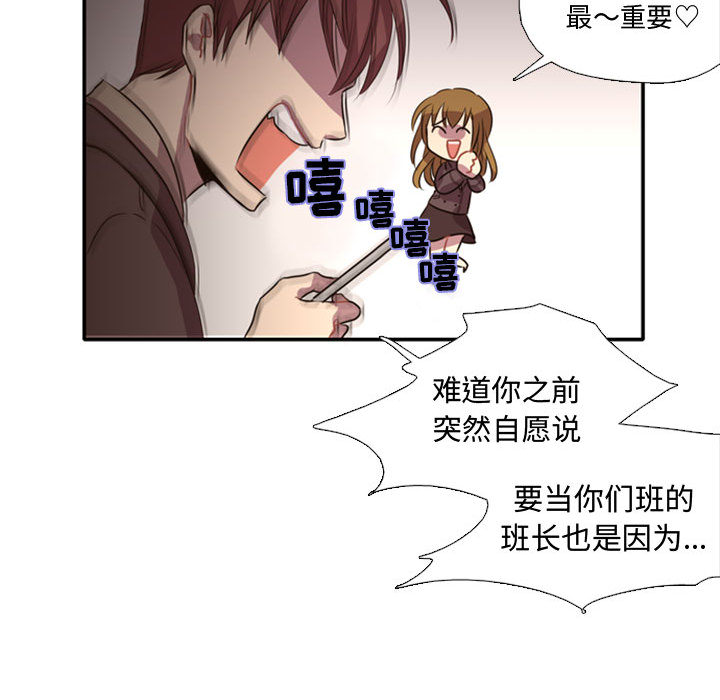 最～重要♡
嘻
嘻
嘻
嘻
难道你之前
突然自愿说
要当你们班的
班长也是因为...